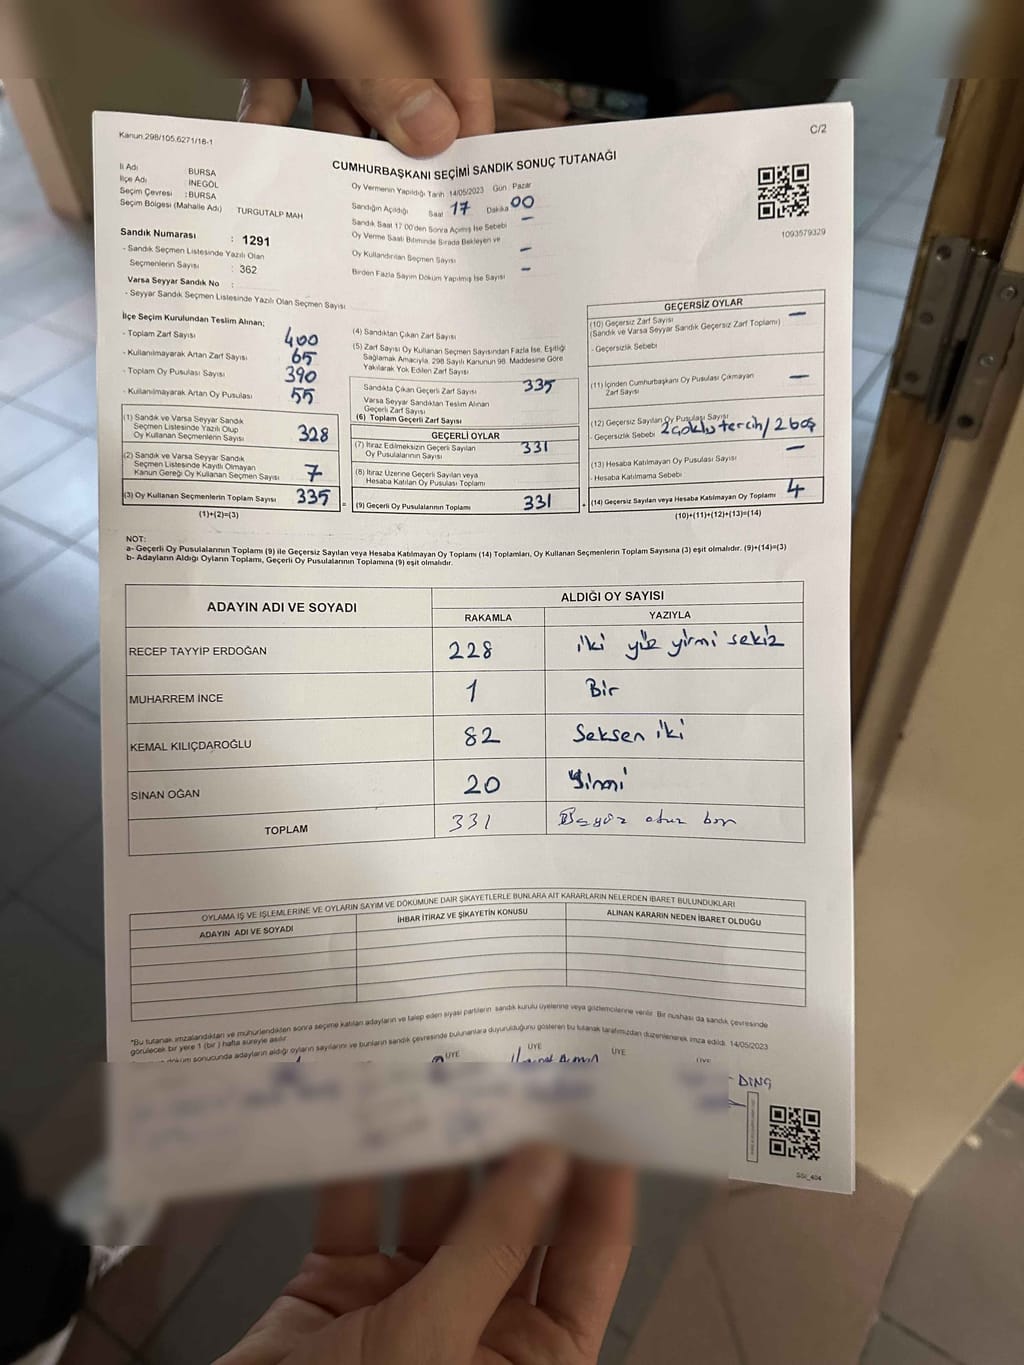 Kanun:298/105.6271/18-1
C/2
CUMHURBAŞKANI SEÇİMİ SANDIK SONUÇ TUTANAĞI
İl Adı : BURSA
İlçe Adı : İNEGÖL
Seçim Çevresi : BURSA
Seçim Bölgesi (Mahalle Adı) TURGUTALP MAH
Oy Vermenin Yapıldığı Tarih 14/05/2023 Gün : Pazar
Sandığın Açıldığı Saat 17 Dakika 00
Sandık Saat 17:00'den Sonra Açılmış İse Sebebi –
Oy Verme Saati Bitiminde Sırada Bekleyen ve
Oy Kullandırılan Seçmen Sayısı –
Birden Fazla Sayım Döküm Yapılmış İse Sayısı –
1093579329
Sandık Numarası : 1291
- Sandık Seçmen Listesinde Yazılı Olan
Seçmenlerin Sayısı : 362
Varsa Seyyar Sandık No :
- Seyyar Sandık Seçmen Listesinde Yazılı Olan Seçmen Sayısı
İlçe Seçim Kurulundan Teslim Alınan;
- Toplam Zarf Sayısı 400
- Kullanılmayarak Artan Zarf Sayısı 65
- Toplam Oy Pusulası Sayısı 390
- Kullanılmayarak Artan Oy Pusulası 55
(1) Sandık ve Varsa Seyyar Sandık
Seçmen Listesinde Yazılı Olup
Oy Kullanan Seçmenlerin Sayısı 328
(2) Sandık ve Varsa Seyyar Sandık
Seçmen Listesinde Kayıtlı Olmayan
Kanun Gereği Oy Kullanan Seçmen Sayısı 7
(3) Oy Kullanan Seçmenlerin Toplam Sayısı 335
(1)+(2)=(3)
(4) Sandıktan Çıkan Zarf Sayısı
(5) Zarf Sayısı Oy Kullanan Seçmen Sayısından Fazla İse, Eşitliği
Sağlamak Amacıyla, 298 Sayılı Kanunun 98. Maddesine Göre
Yakılarak Yok Edilen Zarf Sayısı
Sandıkta Çıkan Geçerli Zarf Sayısı 335
Varsa Seyyar Sandıktan Teslim Alınan
Geçerli Zarf Sayısı
(6) Toplam Geçerli Zarf Sayısı
GEÇERLİ OYLAR
(7) İtiraz Edilmeksizin Geçerli Sayılan
Oy Pusulalarının Sayısı 331
(8) İtiraz Üzerine Geçerli Sayılan veya
Hesaba Katılan Oy Pusulası Toplamı
= (9) Geçerli Oy Pusulalarının Toplamı 331
GEÇERSİZ OYLAR
(10) Geçersiz Zarf Sayısı –
(Sandık ve Varsa Seyyar Sandık Geçersiz Zarf Toplamı)
- Geçersizlik Sebebi
(11) İçinden Cumhurbaşkanı Oy Pusulası Çıkmayan –
Zarf Sayısı
(12) Geçersiz Sayılan Oy Pusulası Sayısı
- Geçersizlik Sebebi 2 çoklu tercih/2 boş
(13) Hesaba Katılmayan Oy Pusulası Sayısı –
- Hesaba Katılmama Sebebi
+ (14) Geçersiz Sayılan veya Hesaba Katılmayan Oy Toplamı 4
(10)+(11)+(12)+(13)=(14)
NOT:
a- Geçerli Oy Pusulalarının Toplamı (9) ile Geçersiz Sayılan veya Hesaba Katılmayan Oy Toplamı (14) Toplamları, Oy Kullanan Seçmenlerin Toplam Sayısına (3) eşit olmalıdır. (9)+(14)=(3)
b- Adayların Aldığı Oyların Toplamı, Geçerli Oy Pusulalarının Toplamına (9) eşit olmalıdır.
ADAYIN ADI VE SOYADI ALDIĞI OY SAYISI
RAKAMLA YAZIYLA
RECEP TAYYIP ERDOĞAN 228 iki yüz yirmi sekiz
MUHARREM İNCE 1 Bir
KEMAL KILIÇDAROĞLU 82 Seksen iki
SİNAN OĞAN 20 Yirmi
TOPLAM 331
OYLAMA İŞ VE İŞLEMLERİNE VE OYLARIN SAYIM VE DÖKÜMÜNE DAİR ŞİKAYETLERLE BUNLARA AİT KARARLARIN NELERDEN İBARET BULUNDUKLARI
ADAYIN ADI VE SOYADI İHBAR İTİRAZ VE ŞİKAYETİN KONUSU ALINAN KARARIN NEDEN İBARET OLDUĞU
*Bu tutanak imzalandıktan ve mühürlendikten sonra seçime katılan adayların ve talep eden siyasi partilerin sandık kurulu üyelerine veya gözlemcilerine verilir. Bir nushası da sandık çevresinde
görülecek bir yere 1 (bir) hafta süreyle asılır.
döküm sonucunda adayların aldığı oyların sayılarını ve bunların sandık çevresinde bulunanlara duyurulduğunu gösteren bu tutanak tarafımızdan düzenlenerek imza edildi. 14/05/2023
ÜYE ÜYE ÜYE ÜYE
DİNÇ